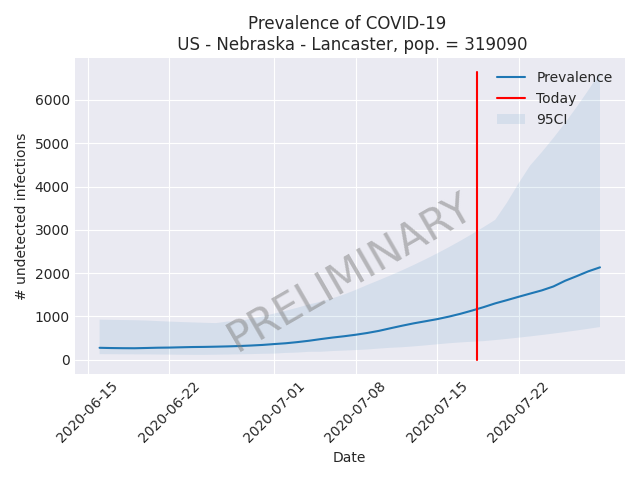 Prevalence of COVID-19
US - Nebraska - Lancaster, pop. = 319090
Prevalence
Today
95CI
6000
5000
4000
3000
2000
1000
0
# undetected infections
PRELIMINARY
2020-06-15
2020-06-22
2020-07-01
2020-07-08
2020-07-15
2020-07-22
Date